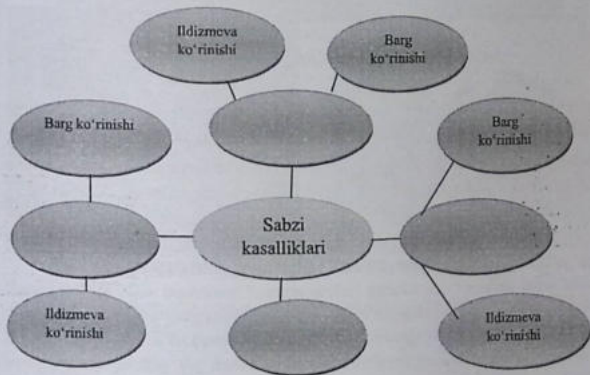 Ildizmeva
ko‘rinishi
Barg
ko‘rinishi
Barg ko‘rinishi
Barg
ko‘rinishi
Sabzi
kasalliklari
Ildizmeva
ko‘rinishi
Ildizmeva
ko‘rinishi